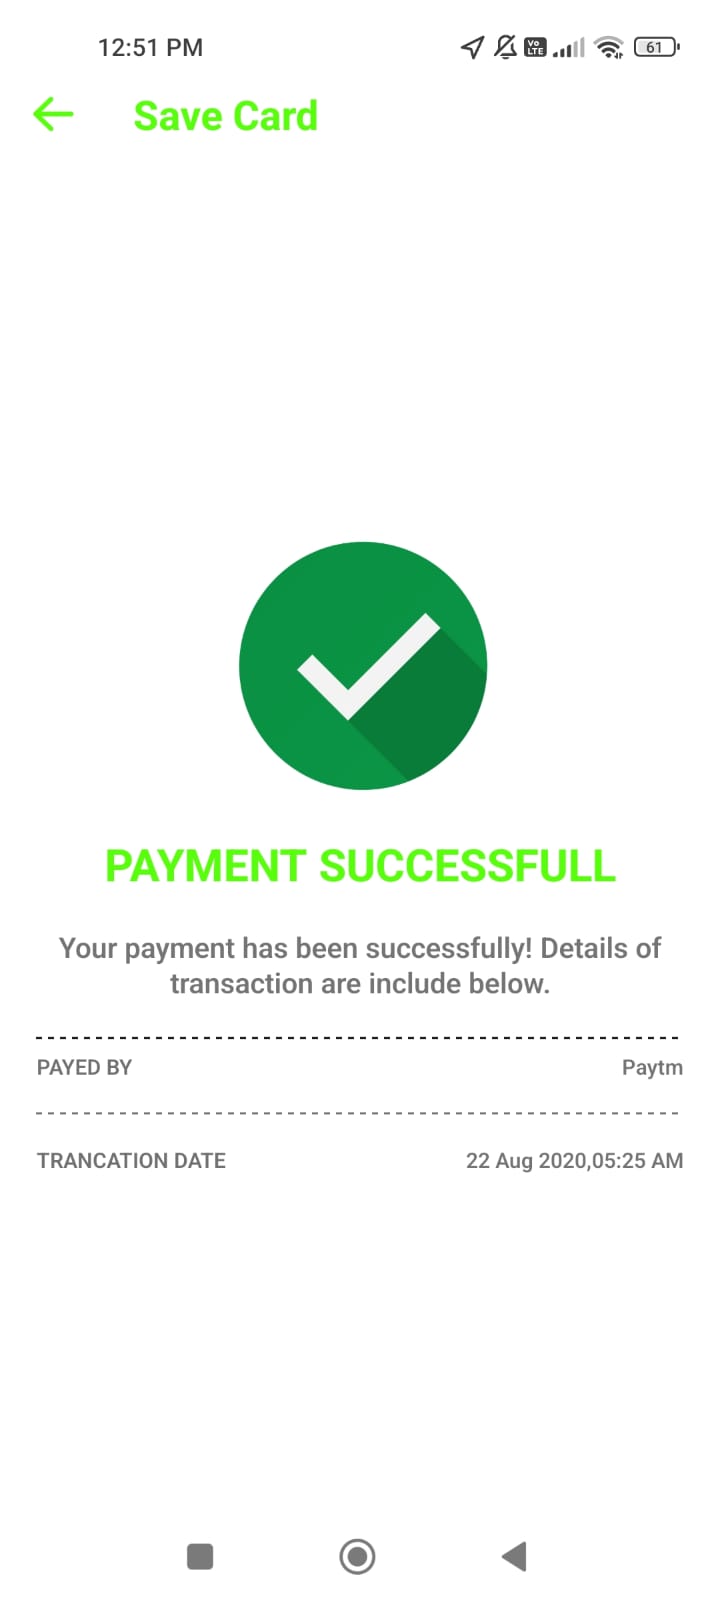 12:51 PM
Vo LTE
61
Save Card
PAYMENT SUCCESSFULL
Your payment has been successfully! Details of
transaction are include below.
PAYED BY Paytm
TRANCATION DATE 22 Aug 2020,05:25 AM